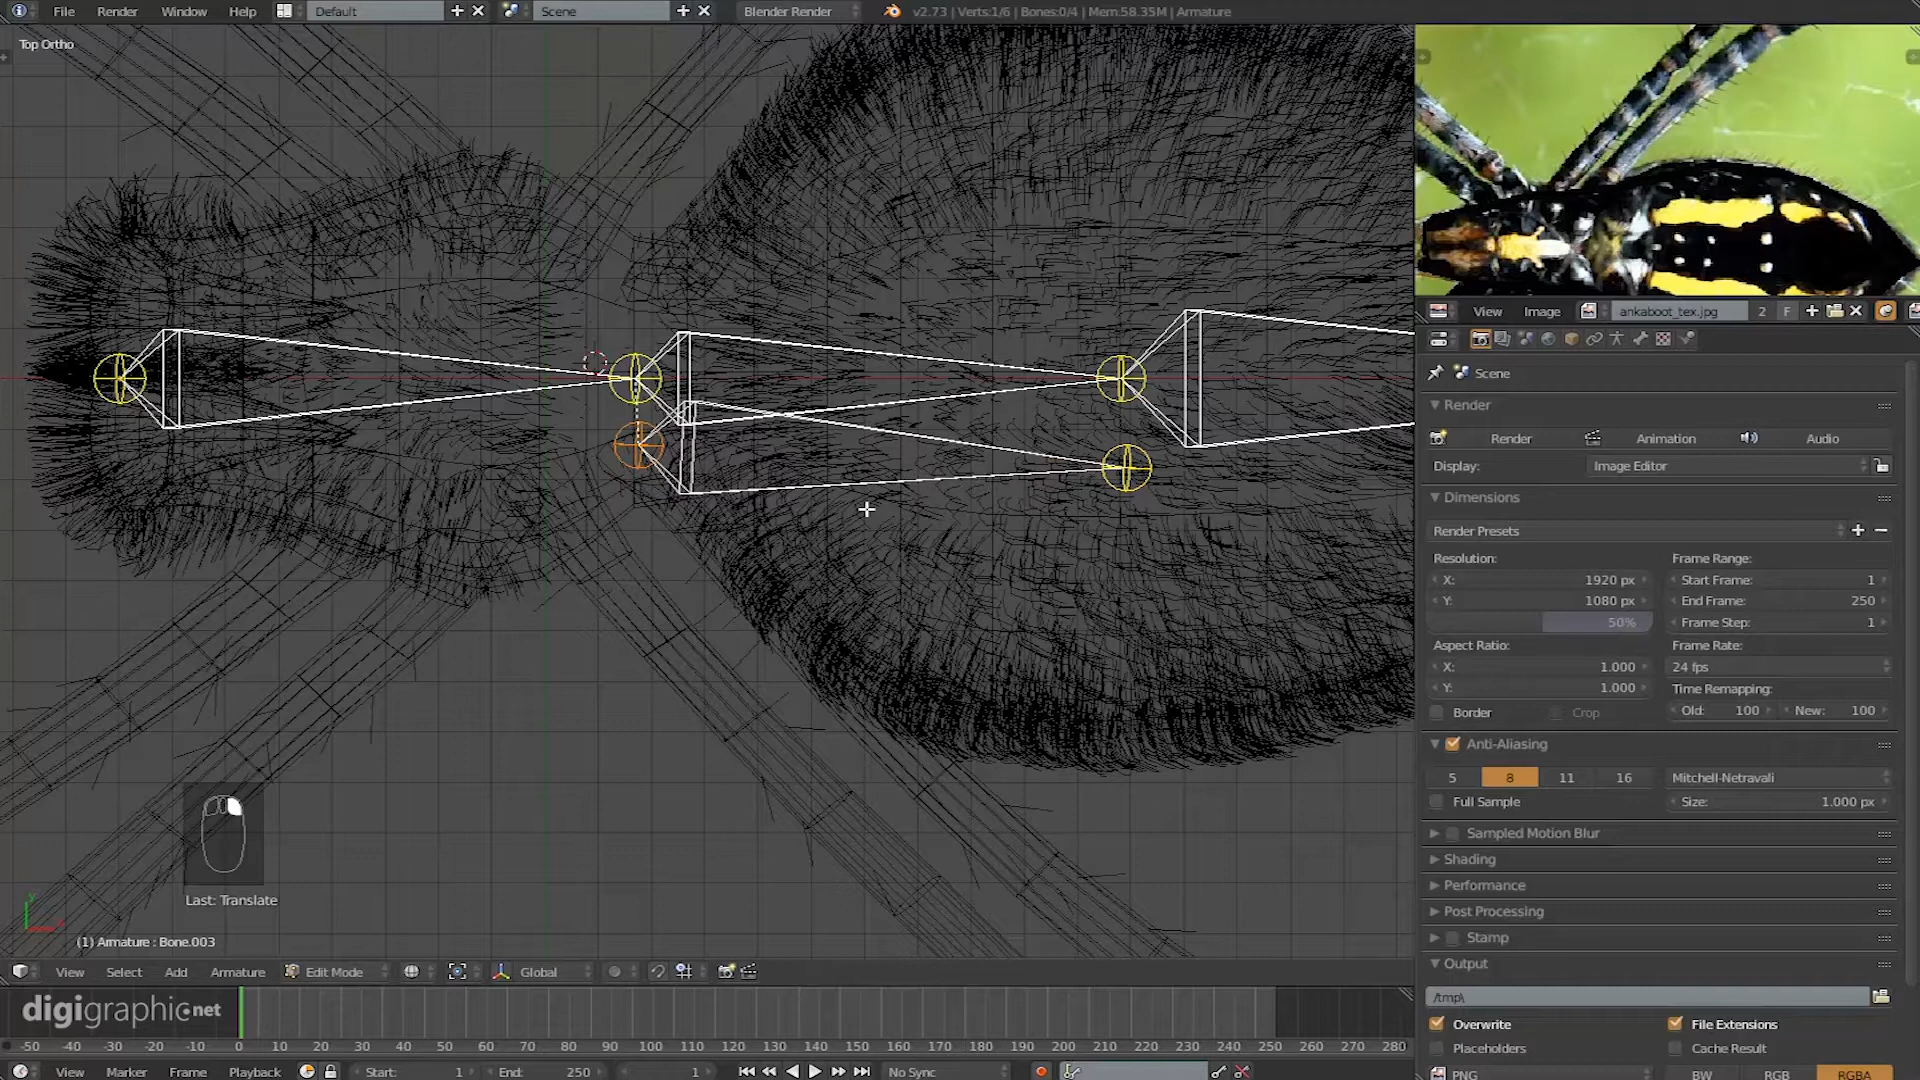 File Render Window Help Default Scene Blender Render v2.73 | Verts:1/6 | Bones:0/4 | Mem:58.35M | Armature
Top Ortho
View Image ankaboot_tex.jpg 2 F
Scene
Render
Render Animation Audio
Display: Image Editor
Dimensions
Render Presets
Resolution: Frame Range:
X: 1920 px Start Frame: 1
Y: 1080 px End Frame: 250
50% Frame Step: 1
Aspect Ratio: Frame Rate:
X: 1.000 24 fps
Y: 1.000 Time Remapping:
Border Crop Old: 100 New: 100
Anti-Aliasing
5 8 11 16 Mitchell-Netravali
Full Sample Size: 1.000 px
Sampled Motion Blur
Shading
Performance
Post Processing
Stamp
Output
/tmp\
Overwrite File Extensions
Placeholders Cache Result
PNG BW RGB RGBA
Last: Translate
y
(1) Armature : Bone.003
View Select Add Armature Edit Mode Global
digigraphic.net
-50 -40 -30 -20 -10 0 10 20 30 40 50 60 70 80 90 100 110 120 130 140 150 160 170 180 190 200 210 220 230 240 250 260 270 280
View Marker Frame Playback Start: 1 End: 250 1 No Sync